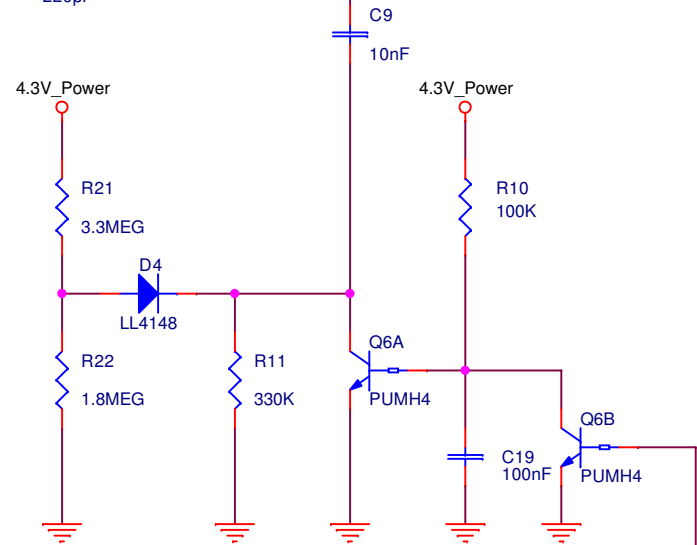 C9
10nF
4.3V_Power
4.3V_Power
R21
3.3MEG
R10
100K
D4
LL4148
R22
1.8MEG
R11
330K
Q6A
PUMH4
C19
100nF
Q6B
PUMH4